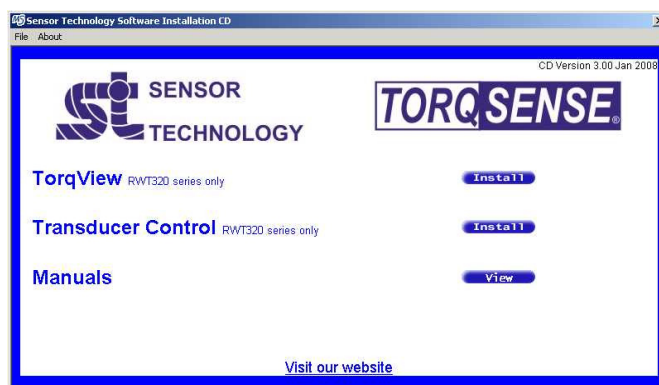 Sensor Technology Software Installation CD
File About
CD Version 3.00 Jan 2008
SENSOR
TECHNOLOGY
TORQSENSE®
TorqView RWT320 series only
Install
Transducer Control RWT320 series only
Install
Manuals
View
Visit our website